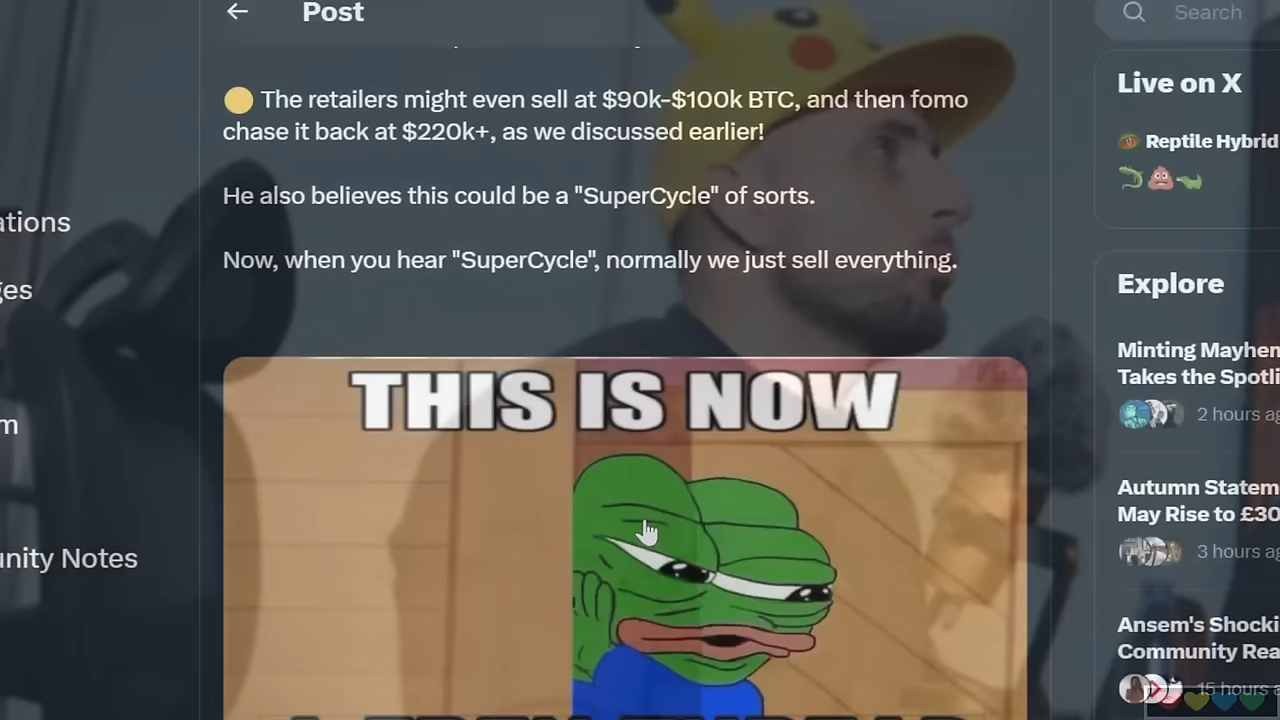 Post
Search
The retailers might even sell at $90k-$100k BTC, and then fomo
chase it back at $220k+, as we discussed earlier!
He also believes this could be a "SuperCycle" of sorts.
Now, when you hear "SuperCycle", normally we just sell everything.
THIS IS NOW
ations
ges
m
unity Notes
Live on X
Reptile Hybrid
Explore
Minting Mayhem
Takes the Spotli
2 hours ag
Autumn Statem
May Rise to £30
3 hours ag
Ansem's Shocki
Community Rea
15 hours a